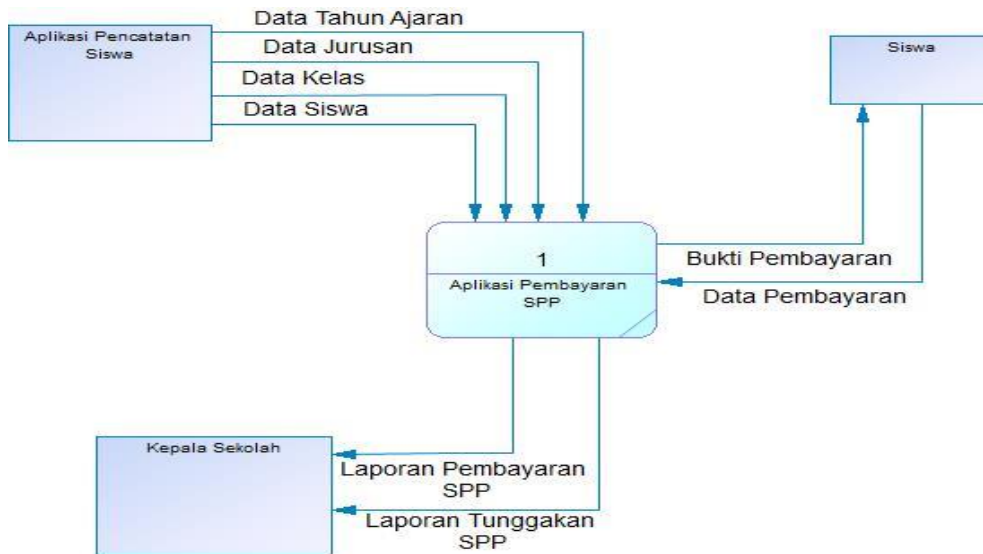 Aplikasi Pencatatan
Siswa
Data Tahun Ajaran
Data Jurusan
Data Kelas
Data Siswa
Siswa
1
Aplikasi Pembayaran
SPP
Bukti Pembayaran
Data Pembayaran
Kepala Sekolah
Laporan Pembayaran
SPP
Laporan Tunggakan
SPP